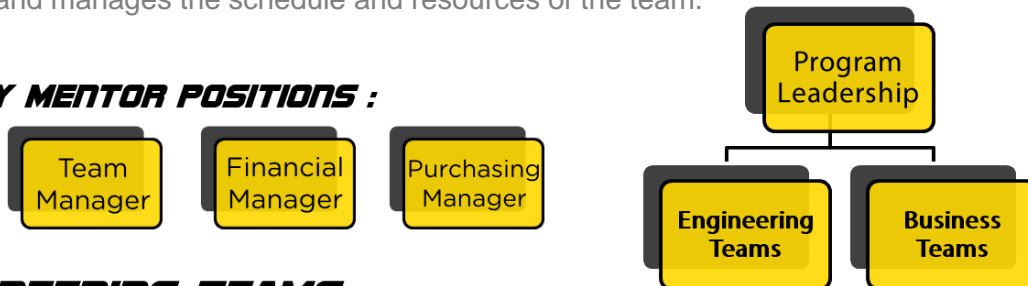 and manages the schedule and resources of the team.
Y MENTOR POSITIONS :
Team
Manager
Financial
Manager
Purchasing
Manager
Program
Leadership
Engineering
Teams
Business
Teams
TEAMS